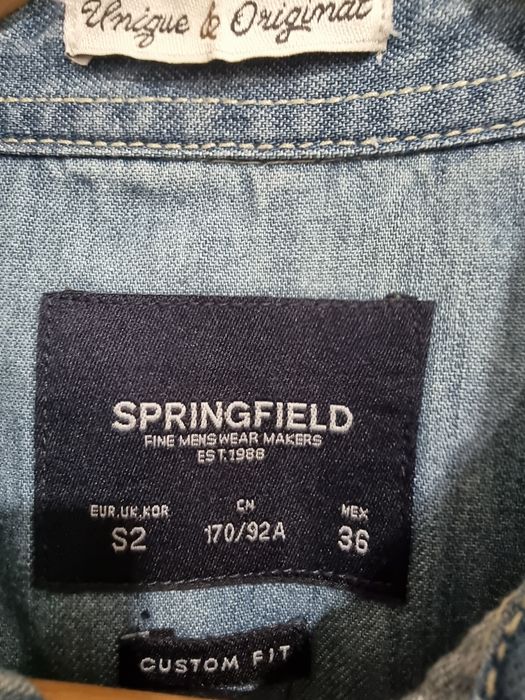 Unique & Original
SPRINGFIELD
FINE MENSWEAR MAKERS
EST.1988
EUR.UK.KOR CN MEX
S2 170/92A 36
CUSTOM FIT